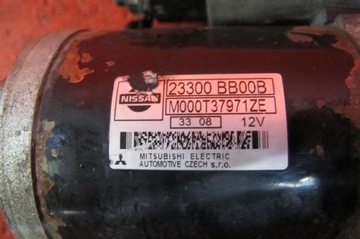 NISSAN
23300 BB00B
M000T37971ZE
33 08 12V
MITSUBISHI ELECTRIC
AUTOMOTIVE CZECH s.r.o.